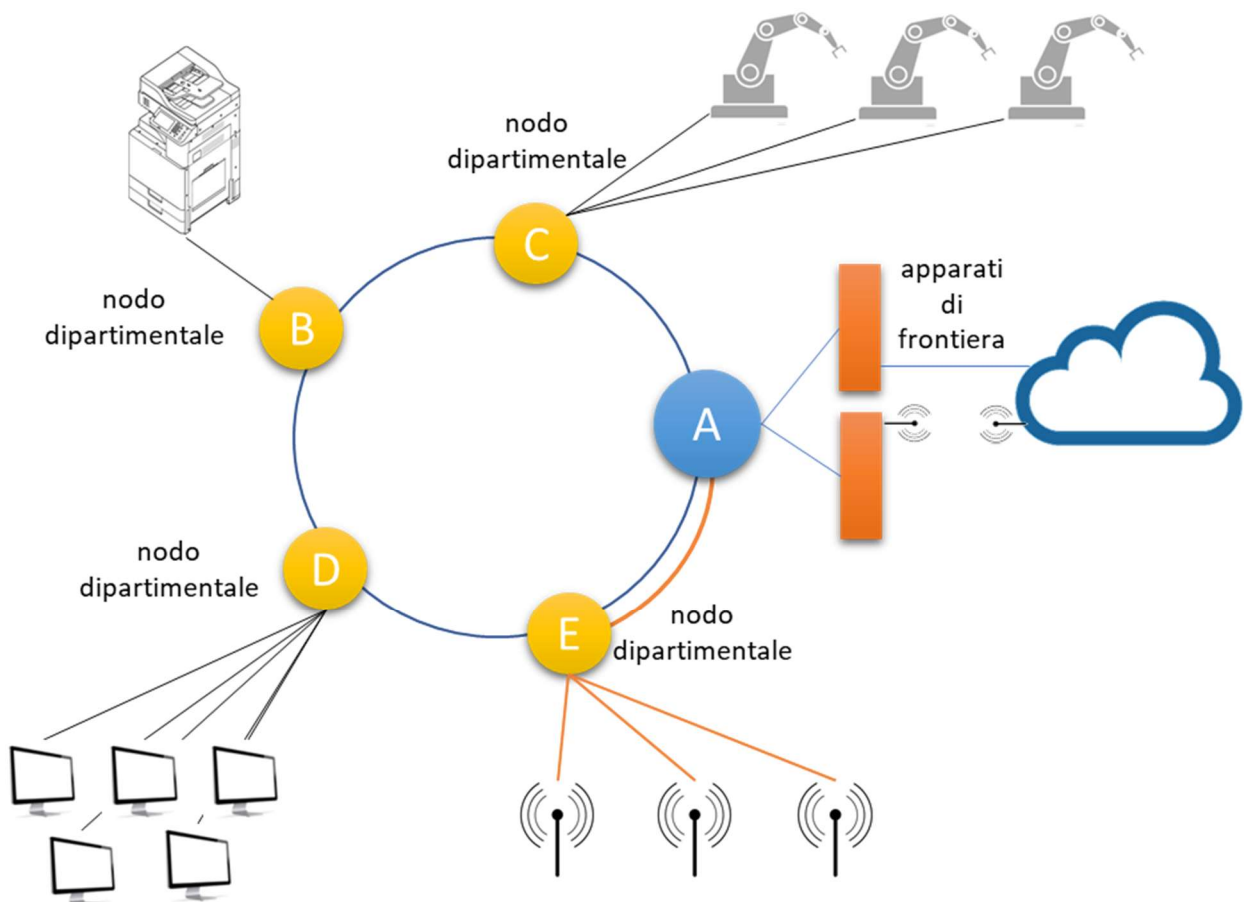 nodo
dipartimentale
C
apparati
di
frontiera
nodo
dipartimentale
B
A
nodo
dipartimentale
D
E
nodo
dipartimentale